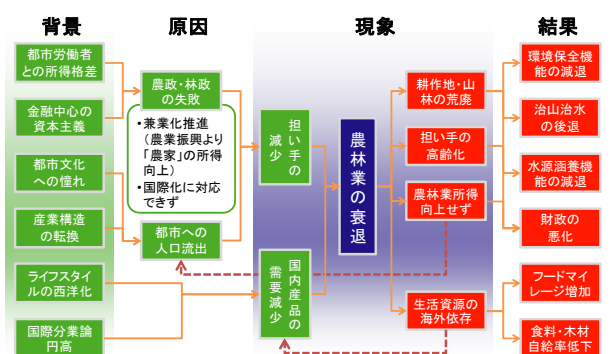 背景
原因
現象
結果
都市労働者
との所得格差
金融中心の
資本主義
都市文化
への憧れ
産業構造
の転換
ライフスタイ
ルの西洋化
国際分業論
円高
農政・林政
の失敗
・兼業化推進
(農業振興より
「農家」の所得
向上)
・国際化に対応
できず
都市への
人口流出
担い手の
減少
国内産品の
需要減少
農林業の衰退
耕作地・山
林の荒廃
担い手の
高齢化
農林業所得
向上せず
生活資源の
海外依存
環境保全機
能の減退
治山治水
の後退
水源涵養機
能の減退
財政の
悪化
フードマイ
レージ増加
食料・木材
自給率低下